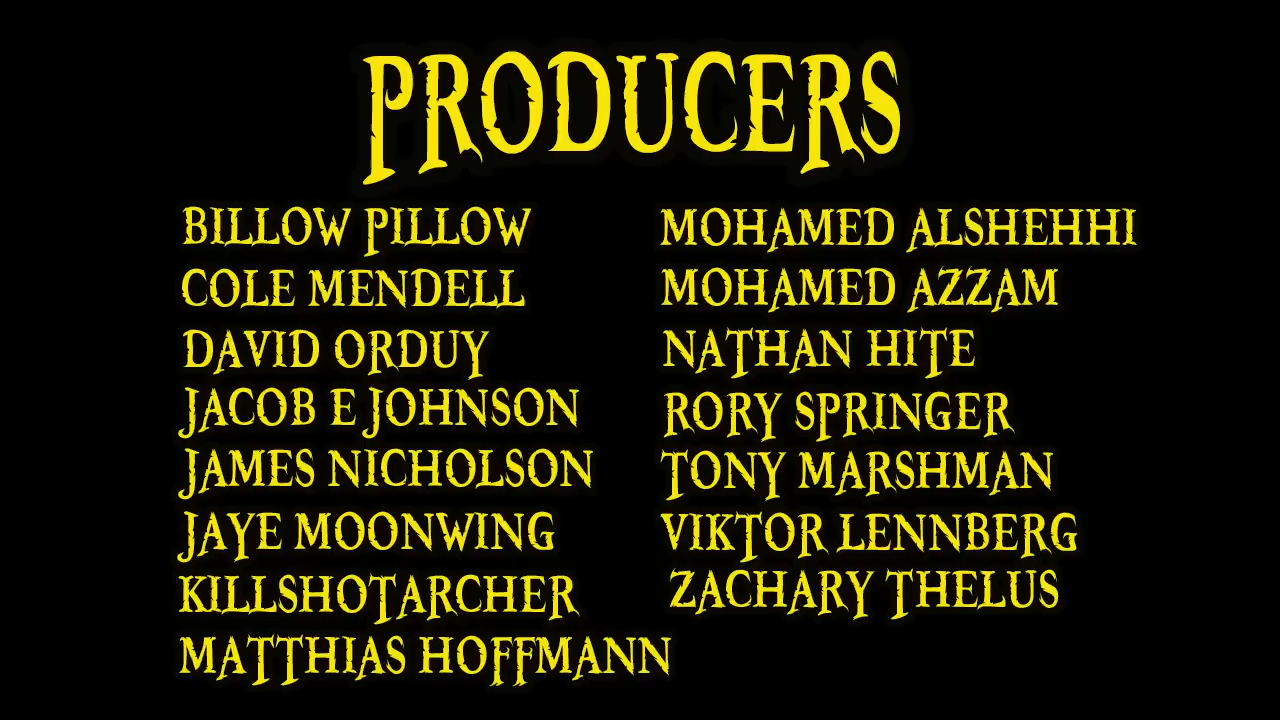 PRODUCERS
BILLOW PILLOW
COLE MENDELL
DAVID ORDUY
JACOB E JOHNSON
JAMES NICHOLSON
JAYE MOONWING
KILLSHOTARCHER
MATTHIAS HOFFMANN
MOHAMED ALSHEHHI
MOHAMED AZZAM
NATHAN HITE
RORY SPRINGER
TONY MARSHMAN
VIKTOR LENNBERG
ZACHARY THELUS